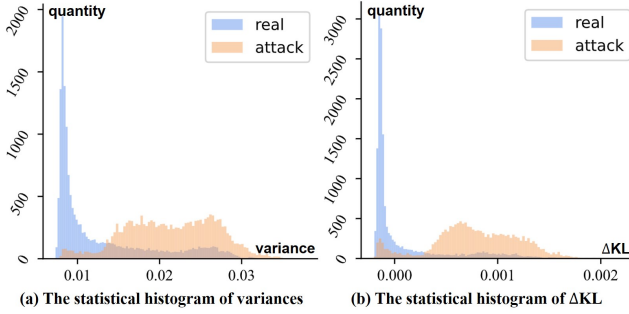 quantity
2000
1500
1000
500
0
real
attack
variance
0.01
0.02
0.03
(a) The statistical histogram of variances
quantity
3000
2500
2000
1500
1000
500
0
real
attack
ΔKL
0.000
0.001
0.002
(b) The statistical histogram of ΔKL